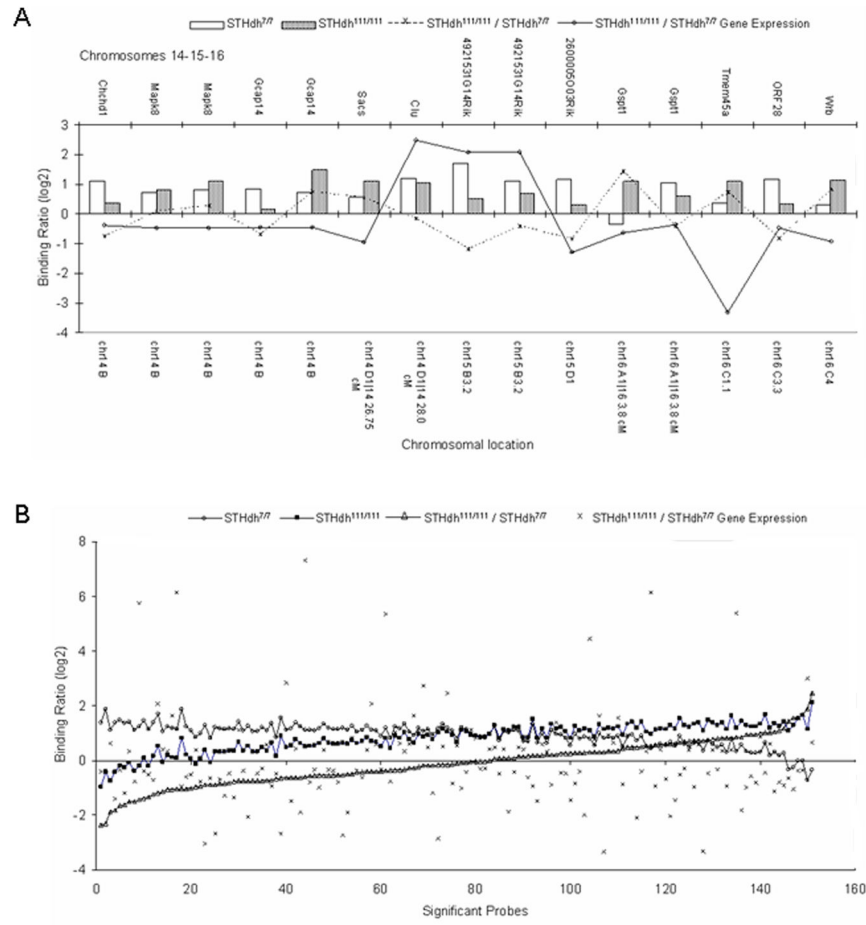 A
STHdh7/7 STHdh111/111 STHdh111/111 / STHdh7/7 STHdh111/111 / STHdh7/7 Gene Expression
Chromosomes 14-15-16
Chchd1
Mapk8
Mapk8
Gcap14
Gcap14
Sacs
Clu
4921531G14Rik
4921531G14Rik
2600005O03Rik
Gspt1
Gspt1
Tmem45a
ORF28
Wrb
Binding Ratio (log2)
3
2
1
0
-1
-2
-3
-4
chr14 B
chr14 B
chr14 B
chr14 B
chr14 B
chr14 D1|14 26.75 cM
chr14 D1|14 28.0 cM
chr15 B3.2
chr15 B3.2
chr15 D1
chr16 A1|16 3.8 cM
chr16 A1|16 3.8 cM
chr16 C1.1
chr16 C3.3
chr16 C4
Chromosomal location
B
STHdh7/7 STHdh111/111 STHdh111/111 / STHdh7/7 STHdh111/111 / STHdh7/7 Gene Expression
Binding Ratio (log2)
8
6
4
2
0
-2
-4
0 20 40 60 80 100 120 140 160
Significant Probes